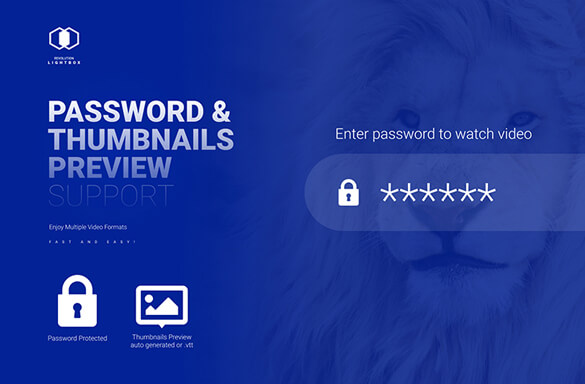 REVOLUTION
LIGHTBOX
PASSWORD &
THUMBNAILS
PREVIEW
SUPPORT
Enjoy Multiple Video Formats
FAST AND EASY!
Password Protected
Thumbnails Preview
auto generated or .vtt
Enter password to watch video
******